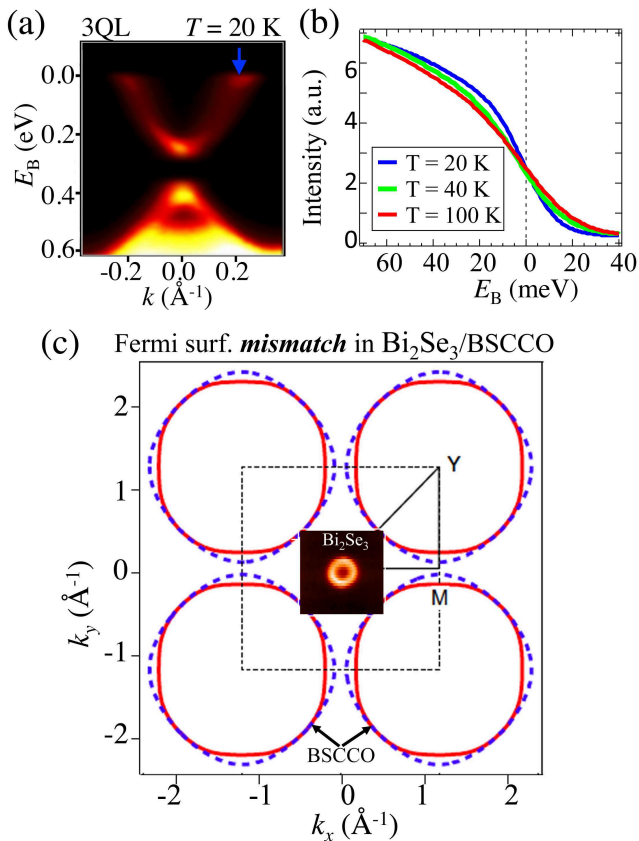 (a) 3QL T = 20 K
0.0
0.2
0.4
0.6
E_B (eV)
-0.2 0.0 0.2
k (Å⁻¹)
(b)
6
4
2
0
Intensity (a.u.)
T = 20 K
T = 40 K
T = 100 K
60 40 20 0 20 40
E_B (meV)
(c) Fermi surf. mismatch in Bi₂Se₃/BSCCO
2
1
0
-1
-2
k_y (Å⁻¹)
Y
Bi₂Se₃
M
BSCCO
-2 -1 0 1 2
k_x (Å⁻¹)